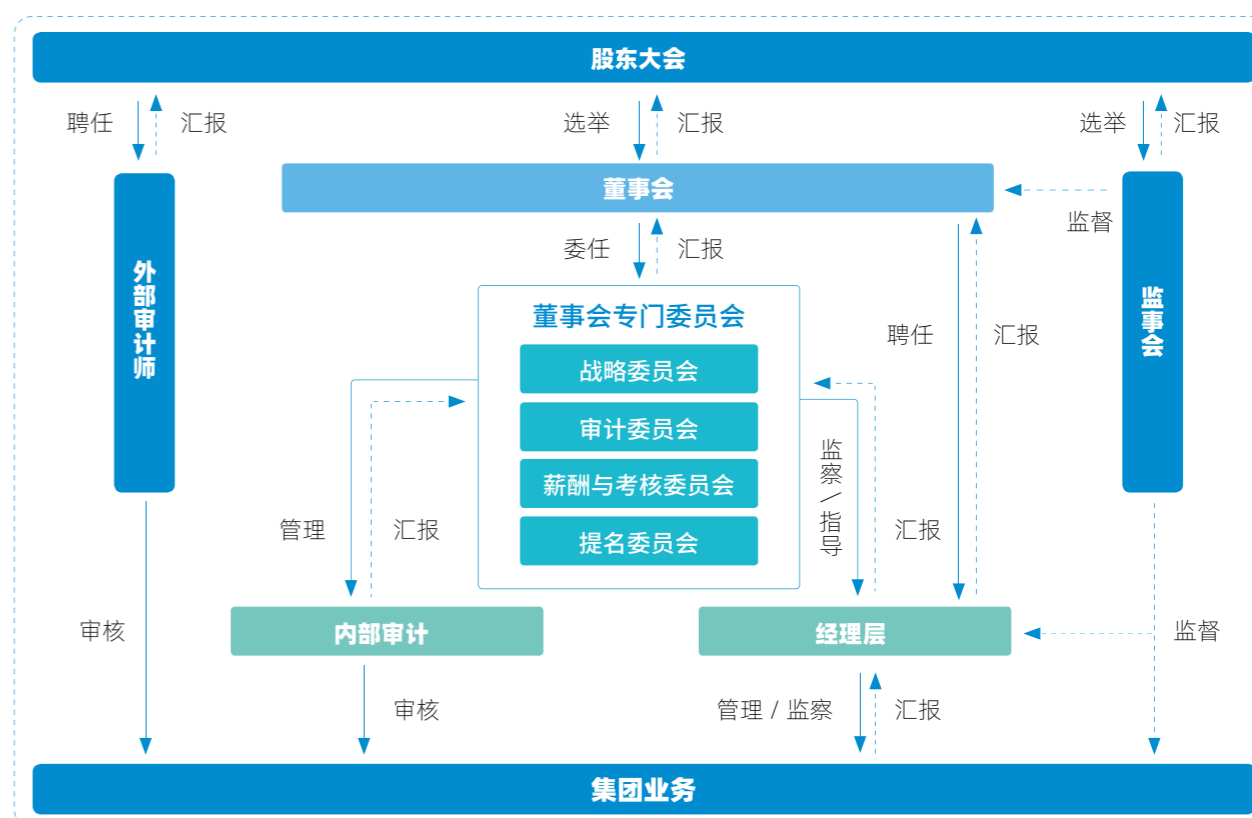 股东大会
聘任
汇报
选举
汇报
选举
汇报
董事会
监督
委任
汇报
外部审计师
监事会
董事会专门委员会
战略委员会
审计委员会
薪酬与考核委员会
提名委员会
聘任
汇报
管理
汇报
监察\指导
汇报
内部审计
经理层
审核
监督
审核
管理 / 监察
汇报
集团业务